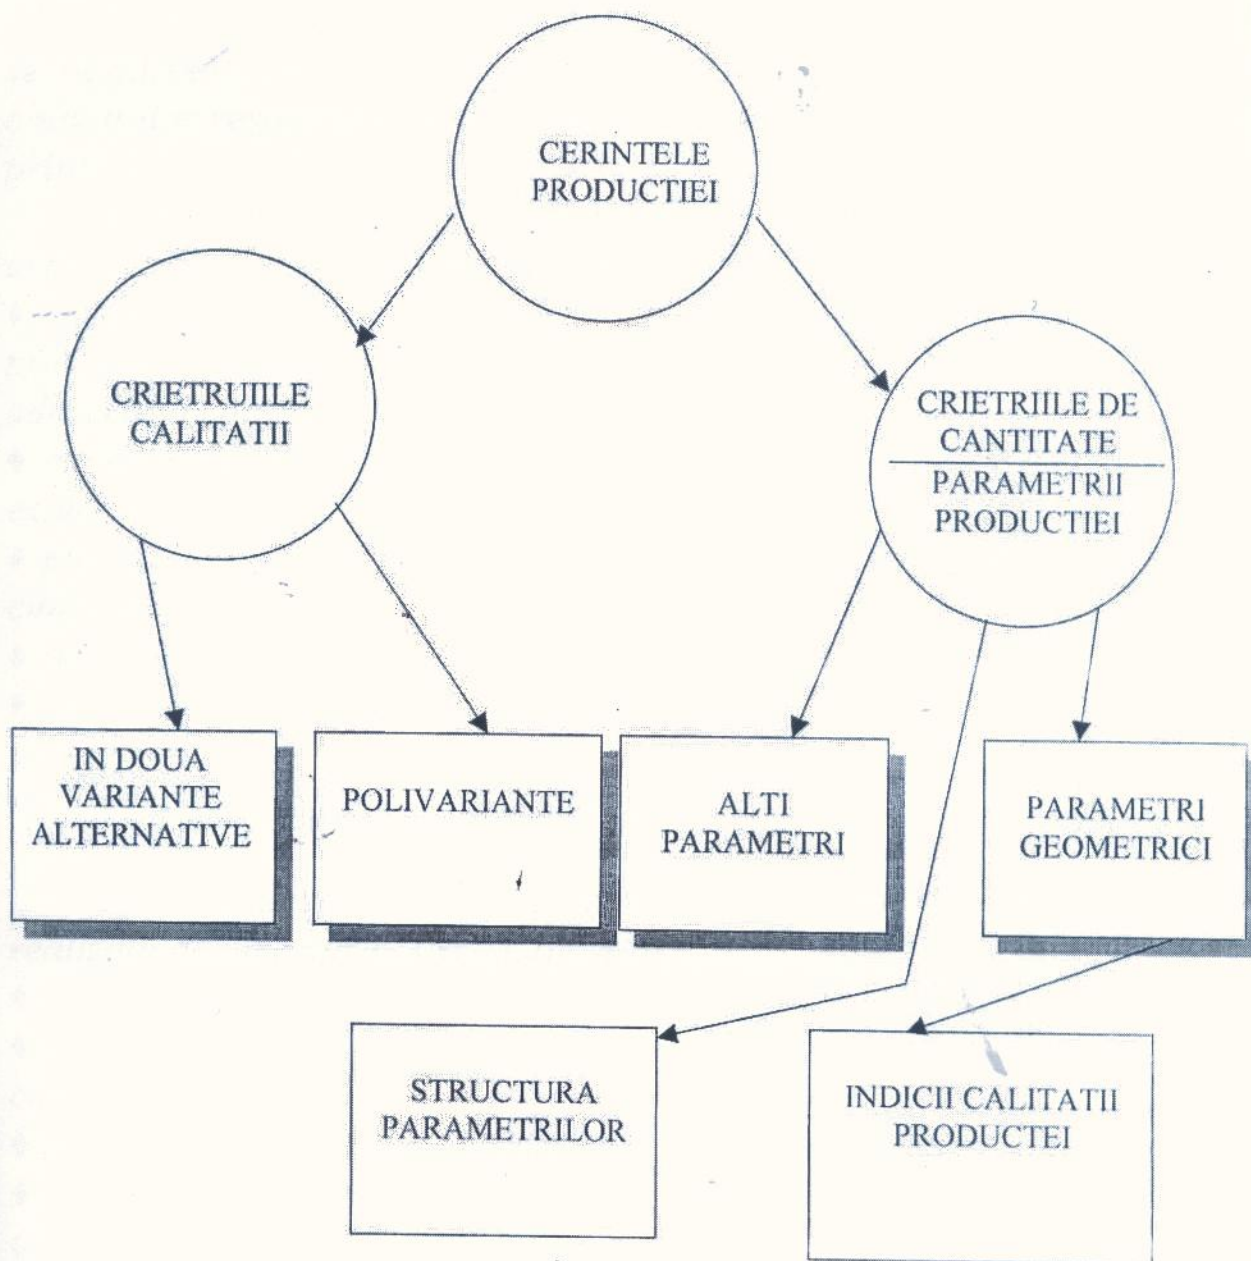 CERINTELE
PRODUCTIEI
CRIETRUIILE
CALITATII
CRIETRIILE DE
CANTITATE
PARAMETRII
PRODUCTIEI
IN DOUA
VARIANTE
ALTERNATIVE
POLIVARIANTE
ALTI
PARAMETRI
PARAMETRI
GEOMETRICI
STRUCTURA
PARAMETRILOR
INDICII CALITATII
PRODUCTEI